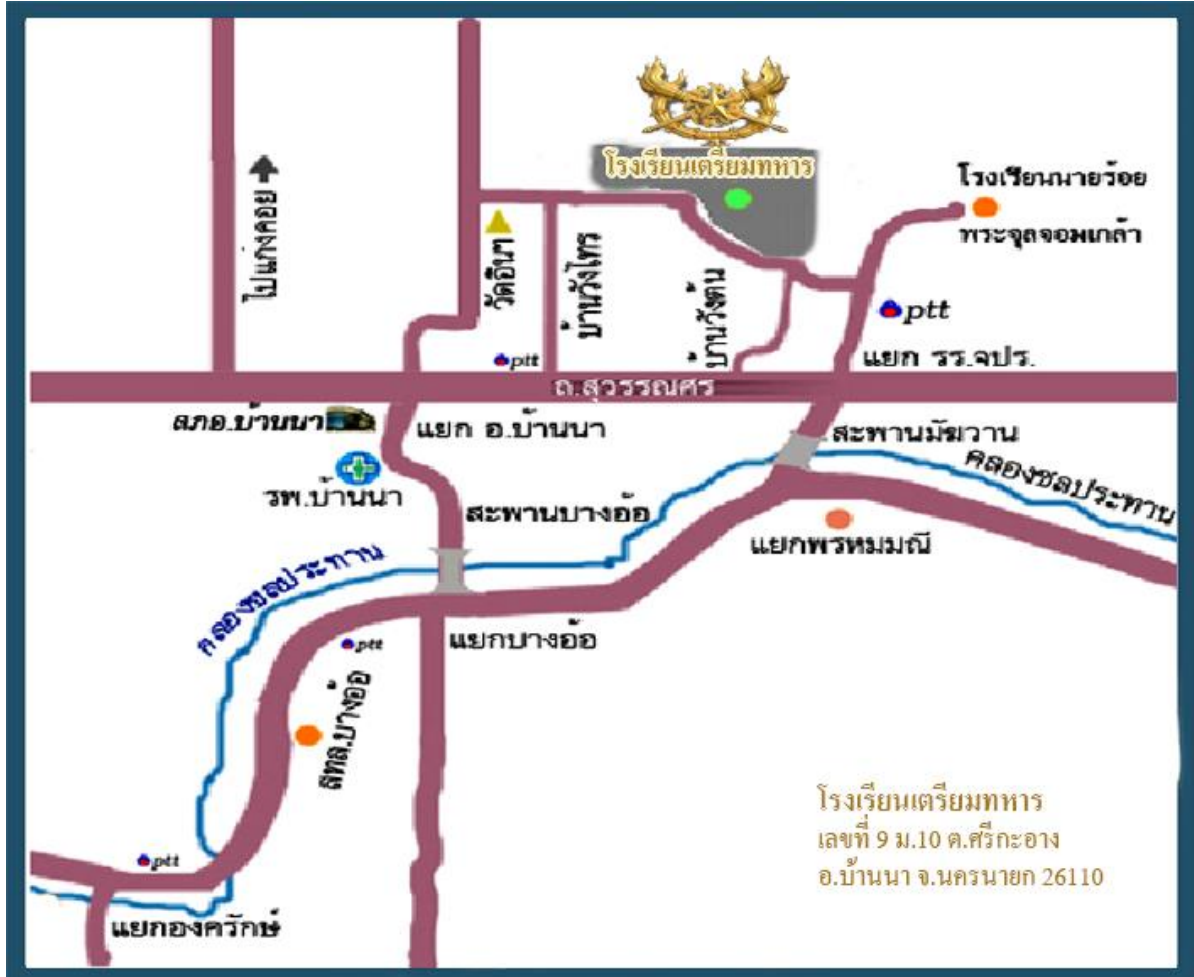 โรงเรียนเตรียมทหาร
โรงเรียนนายร้อย
พระจุลจอมเกล้า
ไปแก่งคอย
วัดอินฯ
บ้านวังไทร
บ้านวังต้น
ptt
ptt
แยก รร.จปร.
ถ.สุวรรณศร
สภอ.บ้านนา
แยก อ.บ้านนา
สะพานมัฆวาน
คลองชลประทาน
รพ.บ้านนา
สะพานบางอ้อ
แยกพรหมมณี
คลองชลประทาน
แยกบางอ้อ
ptt
สทล.บางอ้อ
โรงเรียนเตรียมทหาร
เลขที่ 9 ม.10 ต.ศรีกะอาง
อ.บ้านนา จ.นครนายก 26110
ptt
แยกองครักษ์